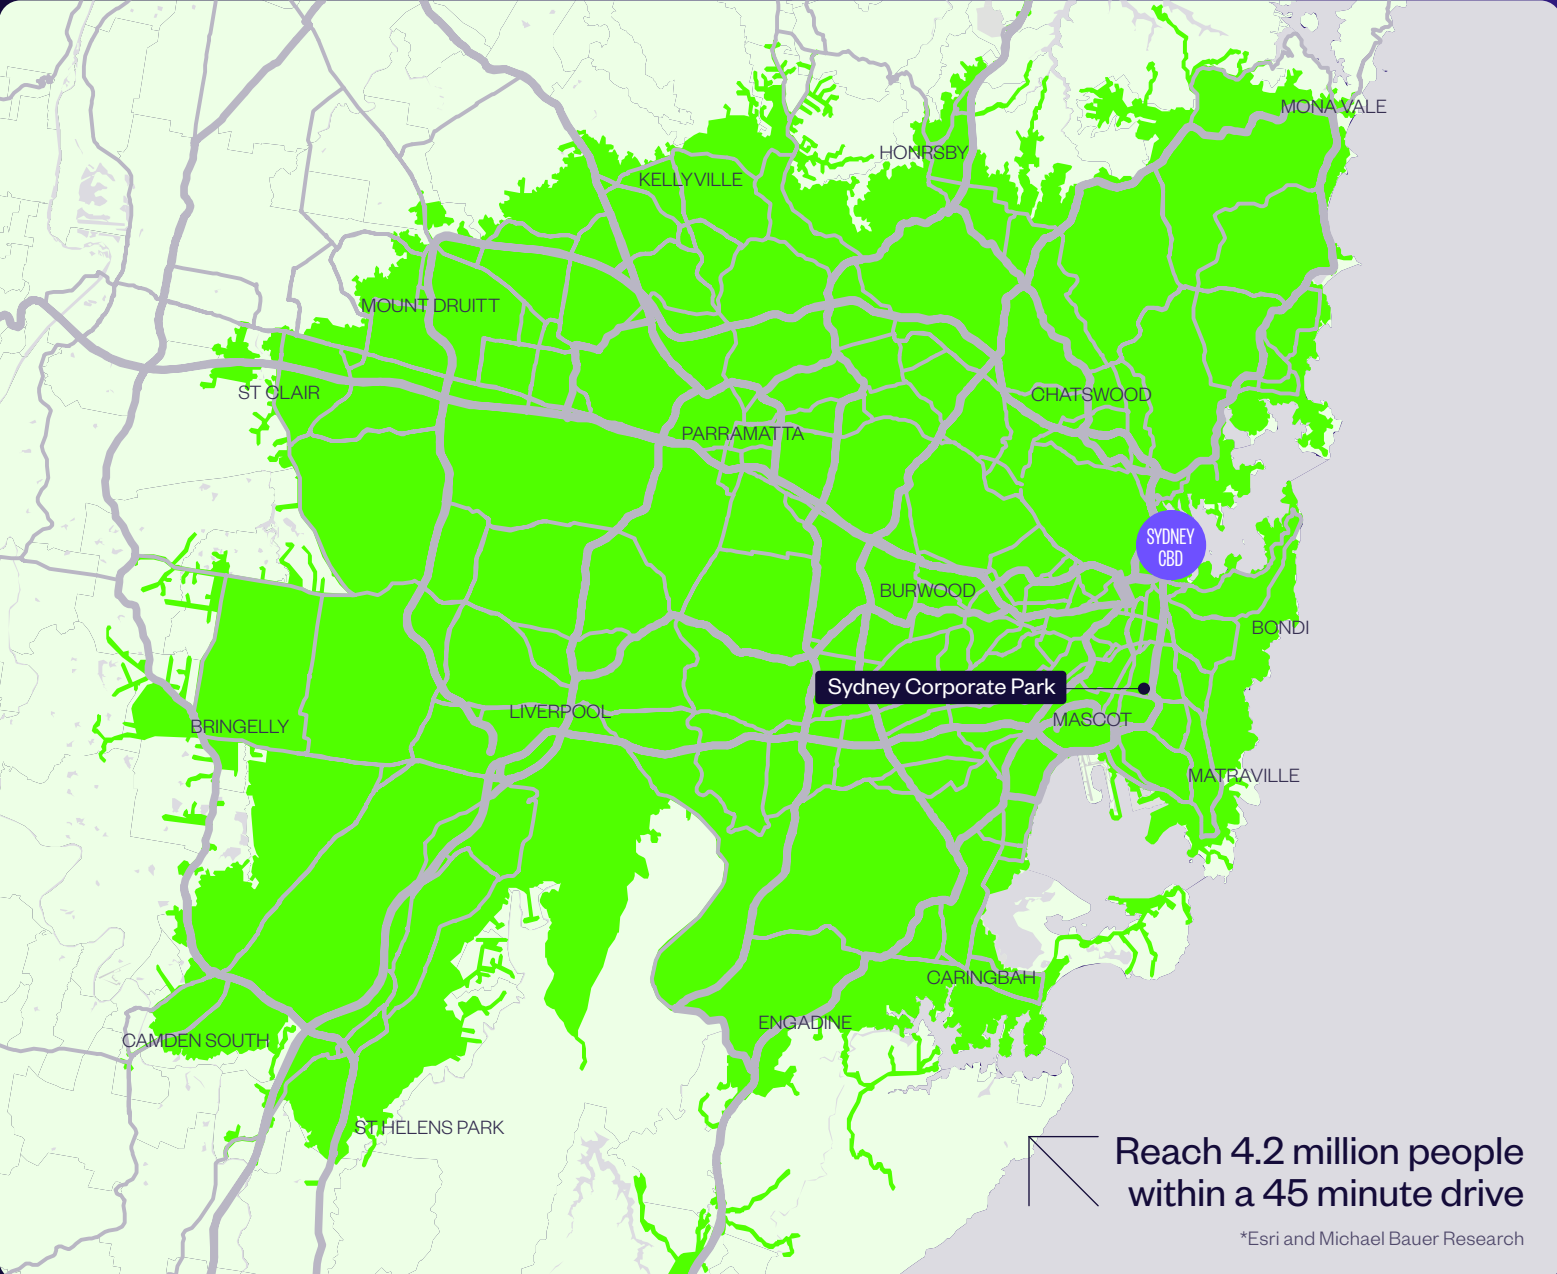 MONA VALE
HONRSBY
KELLYVILLE
MOUNT DRUITT
ST CLAIR
CHATSWOOD
PARRAMATTA
SYDNEY
CBD
BURWOOD
BONDI
Sydney Corporate Park
LIVERPOOL
MASCOT
BRINGELLY
MATRAVILLE
CARINGBAH
ENGADINE
CAMDEN SOUTH
ST HELENS PARK
Reach 4.2 million people
within a 45 minute drive
*Esri and Michael Bauer Research